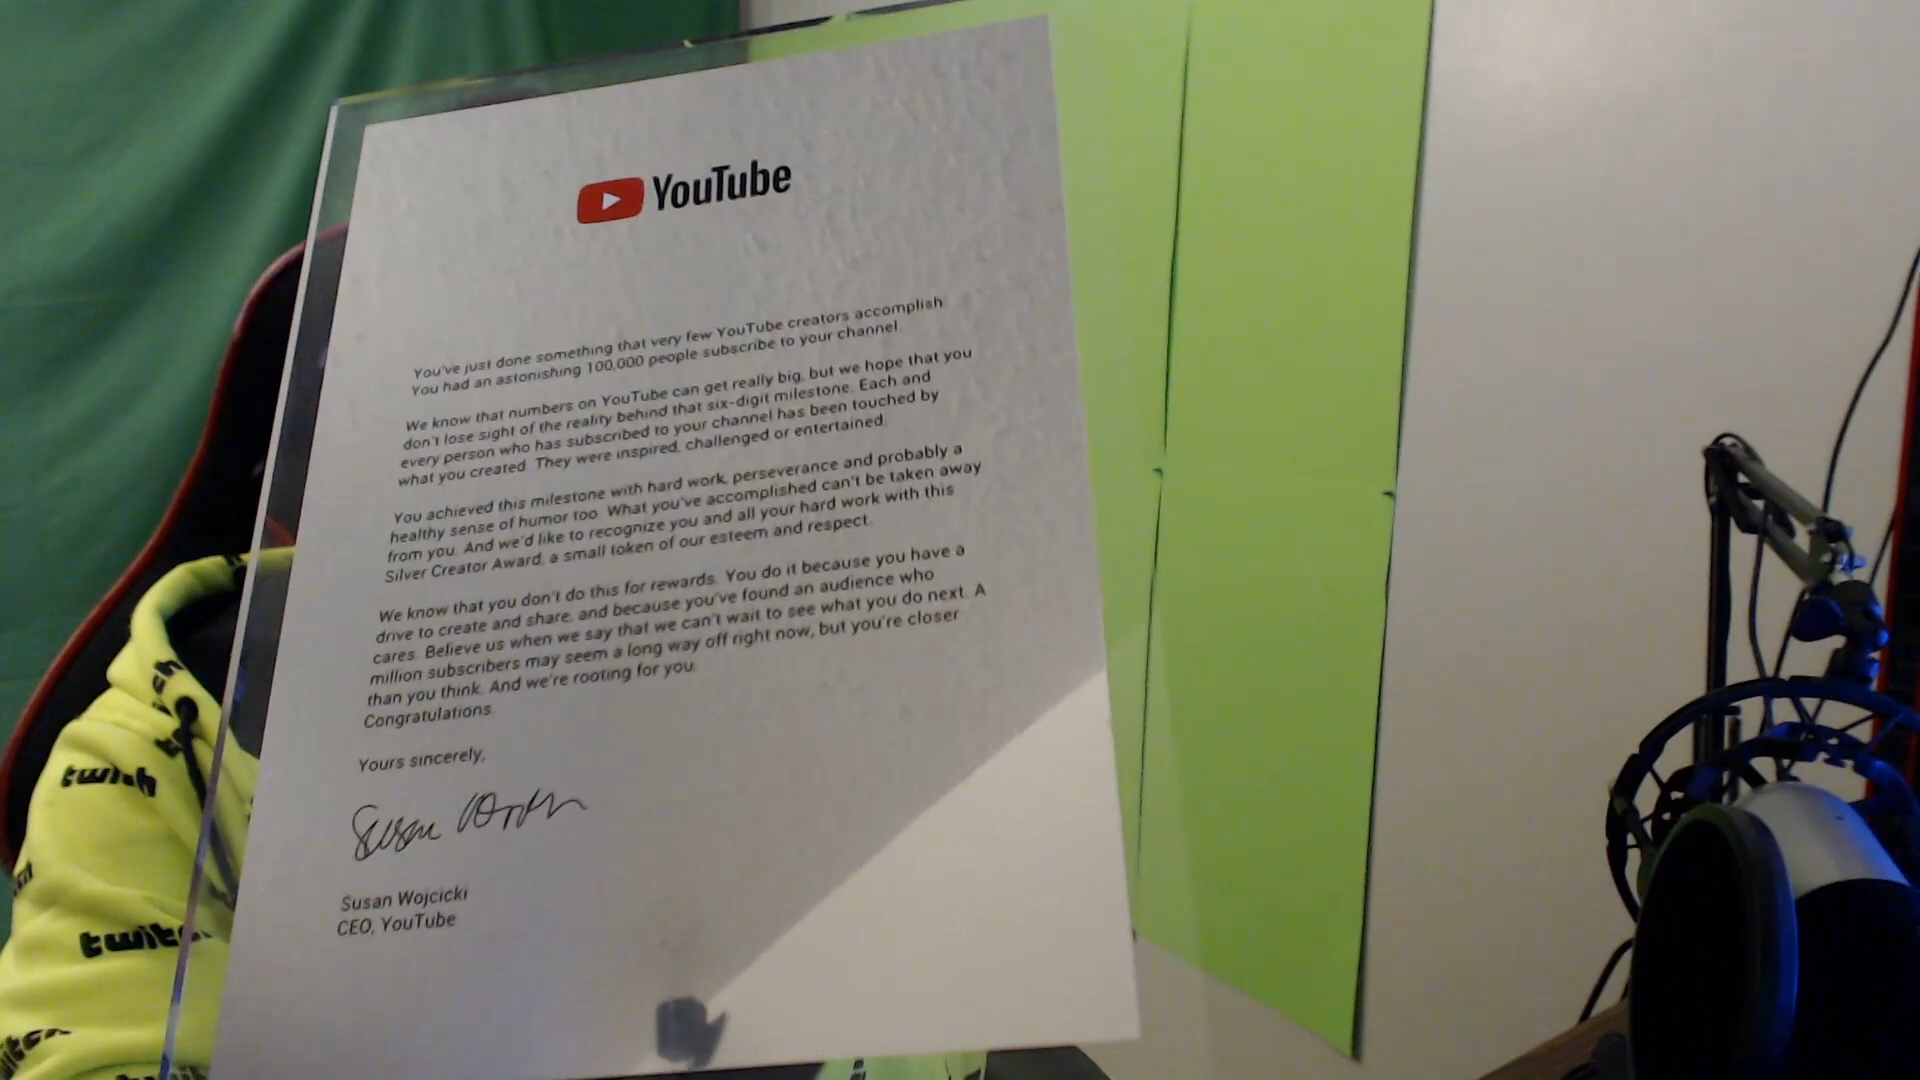 YouTube
You've just done something that very few YouTube creators accomplish
You had an astonishing 100,000 people subscribe to your channel.
We know that numbers on YouTube can get really big, but we hope that you
don't lose sight of the reality behind that six-digit milestone. Each and
every person who has subscribed to your channel has been touched by
what you created. They were inspired, challenged or entertained.
You achieved this milestone with hard work, perseverance and probably a
healthy sense of humor too. What you've accomplished can't be taken away
from you. And we'd like to recognize you and all your hard work with this
Silver Creator Award, a small token of our esteem and respect.
We know that you don't do this for rewards. You do it because you have a
drive to create and share, and because you've found an audience who
cares. Believe us when we say that we can't wait to see what you do next. A
million subscribers may seem a long way off right now, but you're closer
than you think. And we're rooting for you.
Congratulations.
Yours sincerely,
Susan Wojcicki
CEO, YouTube
twitch
twitc